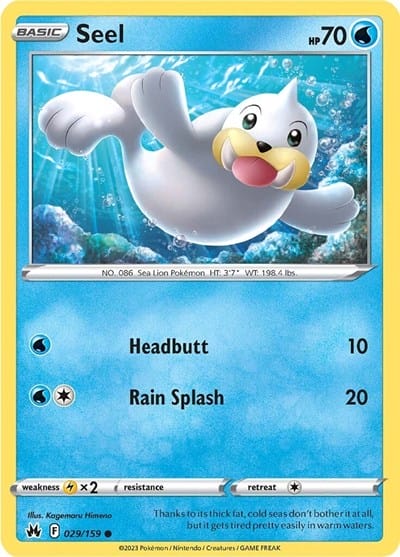 BASIC Seel HP 70
NO. 086 Sea Lion Pokémon HT: 3'7" WT: 198.4 lbs.
Headbutt 10
Rain Splash 20
weakness ×2 resistance retreat
Illus. Kagemaru Himeno
F 029/159
Thanks to its thick fat, cold seas don't bother it at all,
but it gets tired pretty easily in warm waters.
©2023 Pokémon / Nintendo / Creatures / GAME FREAK